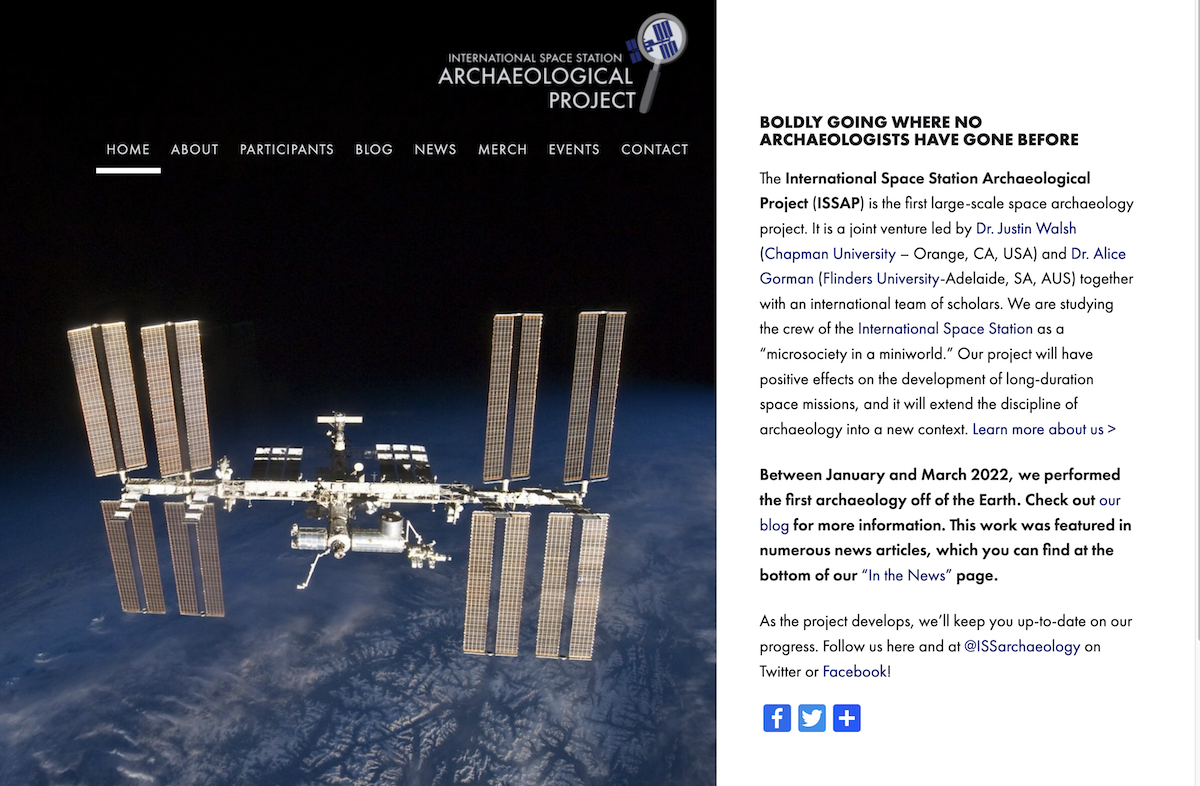 INTERNATIONAL SPACE STATION
ARCHAEOLOGICAL
PROJECT
HOME ABOUT PARTICIPANTS BLOG NEWS MERCH EVENTS CONTACT
BOLDLY GOING WHERE NO
ARCHAEOLOGISTS HAVE GONE BEFORE
The International Space Station Archaeological
Project (ISSAP) is the first large-scale space archaeology
project. It is a joint venture led by Dr. Justin Walsh
(Chapman University – Orange, CA, USA) and Dr. Alice
Gorman (Flinders University-Adelaide, SA, AUS) together
with an international team of scholars. We are studying
the crew of the International Space Station as a
“microsociety in a miniworld.” Our project will have
positive effects on the development of long-duration
space missions, and it will extend the discipline of
archaeology into a new context. Learn more about us >
Between January and March 2022, we performed
the first archaeology off of the Earth. Check out our
blog for more information. This work was featured in
numerous news articles, which you can find at the
bottom of our “In the News” page.
As the project develops, we’ll keep you up-to-date on our
progress. Follow us here and at @ISSarchaeology on
Twitter or Facebook!